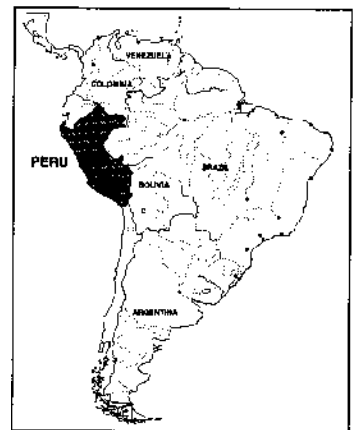 VENEZUELA
COLOMBIA
PERU
BRAZIL
BOLIVIA
ARGENTINA